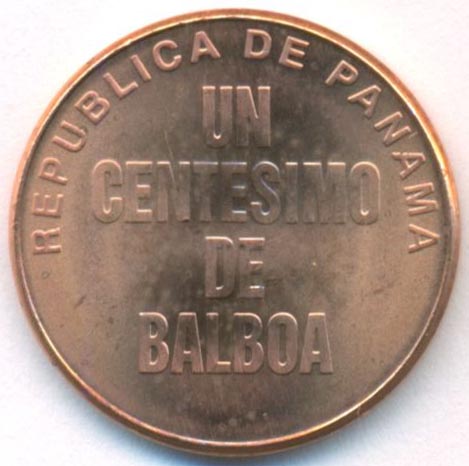 REPUBLICA DE PANAMA
UN
CENTESIMO
DE
BALBOA